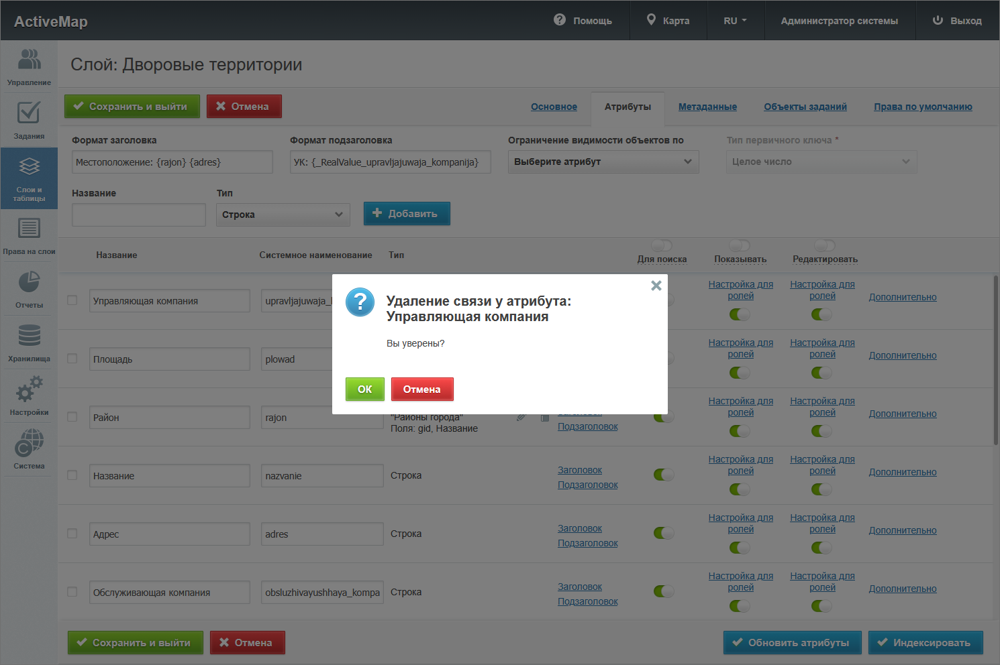 ActiveMap
Помощь
Карта
RU
Администратор системы
Выход
Управление
Задания
Слои и
таблицы
Права на слои
Отчеты
Хранилища
Настройки
Система
Слой: Дворовые территории
Сохранить и выйти
Отмена
Основное
Атрибуты
Метаданные
Объекты заданий
Права по умолчанию
Формат заголовка
Формат подзаголовка
Ограничение видимости объектов по
Тип первичного ключа *
Местоположение: {rajon} {adres}
УК: {_RealValue_upravljajuwaja_kompanija}
Выберите атрибут
Целое число
Название
Тип
Строка
Добавить
Название
Системное наименование
Тип
Для поиска
Показывать
Редактировать
Управляющая компания
upravljajuwaja_
Настройка для
ролей
Настройка для
ролей
Дополнительно
Удаление связи у атрибута:
Управляющая компания
Вы уверены?
ОК
Отмена
Площадь
plowad
Настройка для
ролей
Настройка для
ролей
Дополнительно
Район
rajon
"Районы города"
Поля: gid, Название
Заголовок
Подзаголовок
Настройка для
ролей
Настройка для
ролей
Дополнительно
Название
nazvanie
Строка
Заголовок
Подзаголовок
Настройка для
ролей
Настройка для
ролей
Дополнительно
Адрес
adres
Строка
Заголовок
Подзаголовок
Настройка для
ролей
Настройка для
ролей
Дополнительно
Обслуживающая компания
obsluzhivayushhaya_kompa
Строка
Заголовок
Подзаголовок
Настройка для
ролей
Настройка для
ролей
Дополнительно
Сохранить и выйти
Отмена
Обновить атрибуты
Индексировать